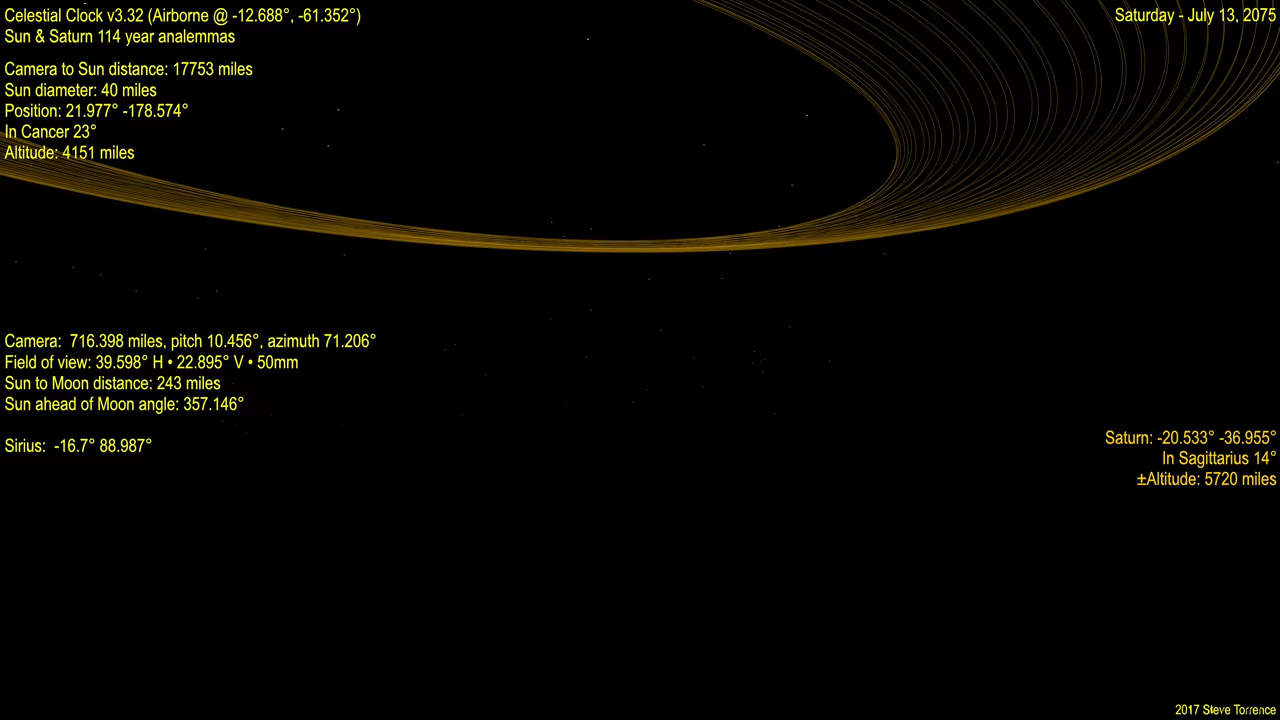 Celestial Clock v3.32 (Airborne @ -12.688°, -61.352°)
Saturday - July 13, 2075
Sun & Saturn 114 year analemmas
Camera to Sun distance: 17753 miles
Sun diameter: 40 miles
Position: 21.977° -178.574°
In Cancer 23°
Altitude: 4151 miles
Camera:  716.398 miles, pitch 10.456°, azimuth 71.206°
Field of view: 39.598° H • 22.895° V • 50mm
Sun to Moon distance: 243 miles
Sun ahead of Moon angle: 357.146°
Sirius:  -16.7° 88.987°
Saturn: -20.533° -36.955°
In Sagittarius 14°
±Altitude: 5720 miles
2017 Steve Torrence